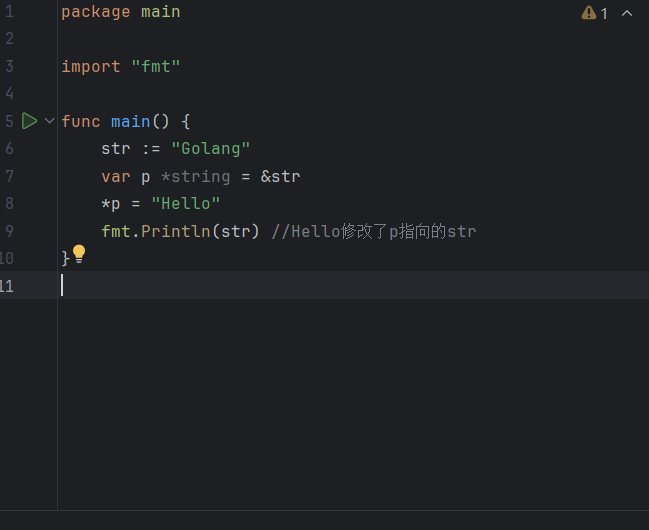 1 package main
2
3 import "fmt"
4
5 func main() {
6     str := "Golang"
7     var p *string = &str
8     *p = "Hello"
9     fmt.Println(str) //Hello修改了p指向的str
10 }
11
1